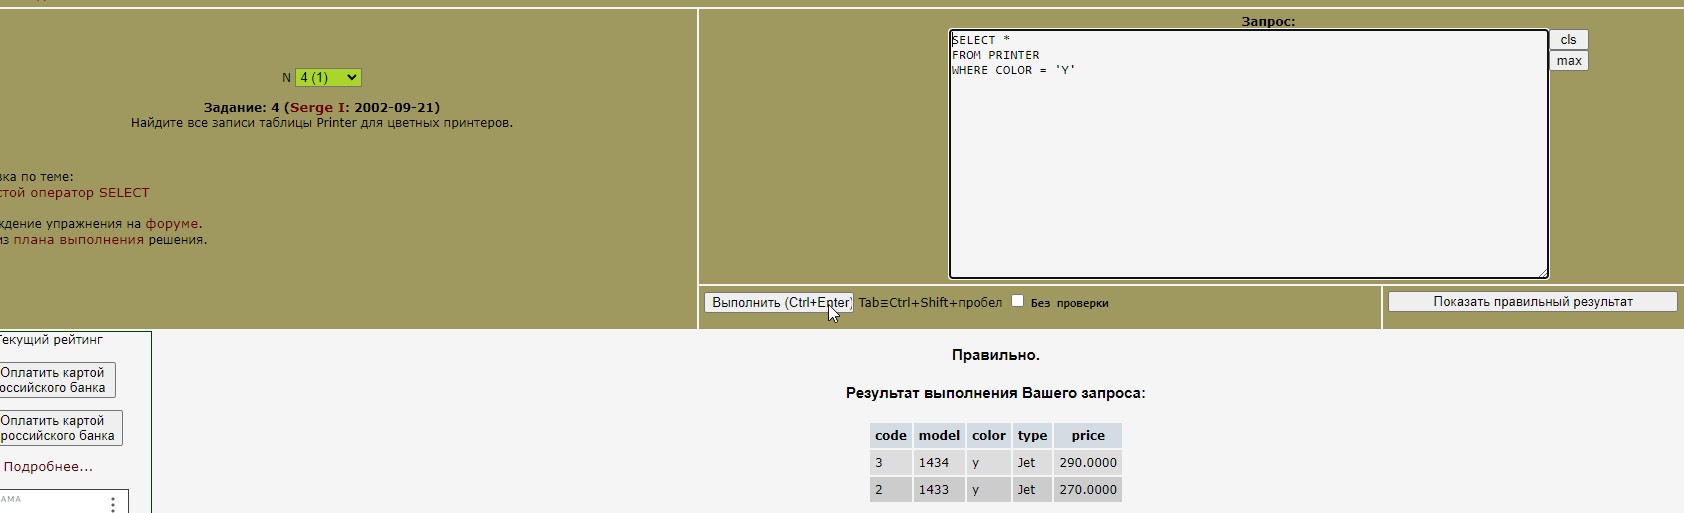 Запрос:
SELECT *
FROM PRINTER
WHERE COLOR = 'Y'
cls
max
N 4 (1)
Задание: 4 (Serge I: 2002-09-21)
Найдите все записи таблицы Printer для цветных принтеров.
вка по теме:
стой оператор SELECT
ждение упражнения на форуме.
из плана выполнения решения.
Выполнить (Ctrl+Enter) Tab≡Ctrl+Shift+пробел Без проверки
Показать правильный результат
Текущий рейтинг
Оплатить картой
оссийского банка
Оплатить картой
российского банка
Подробнее...
АМА
Правильно.
Результат выполнения Вашего запроса:
code model color type price
3 1434 y Jet 290.0000
2 1433 y Jet 270.0000